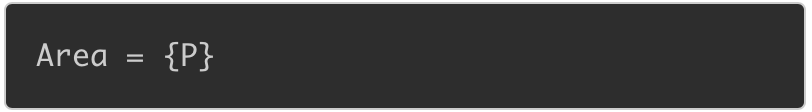 Area = {P}